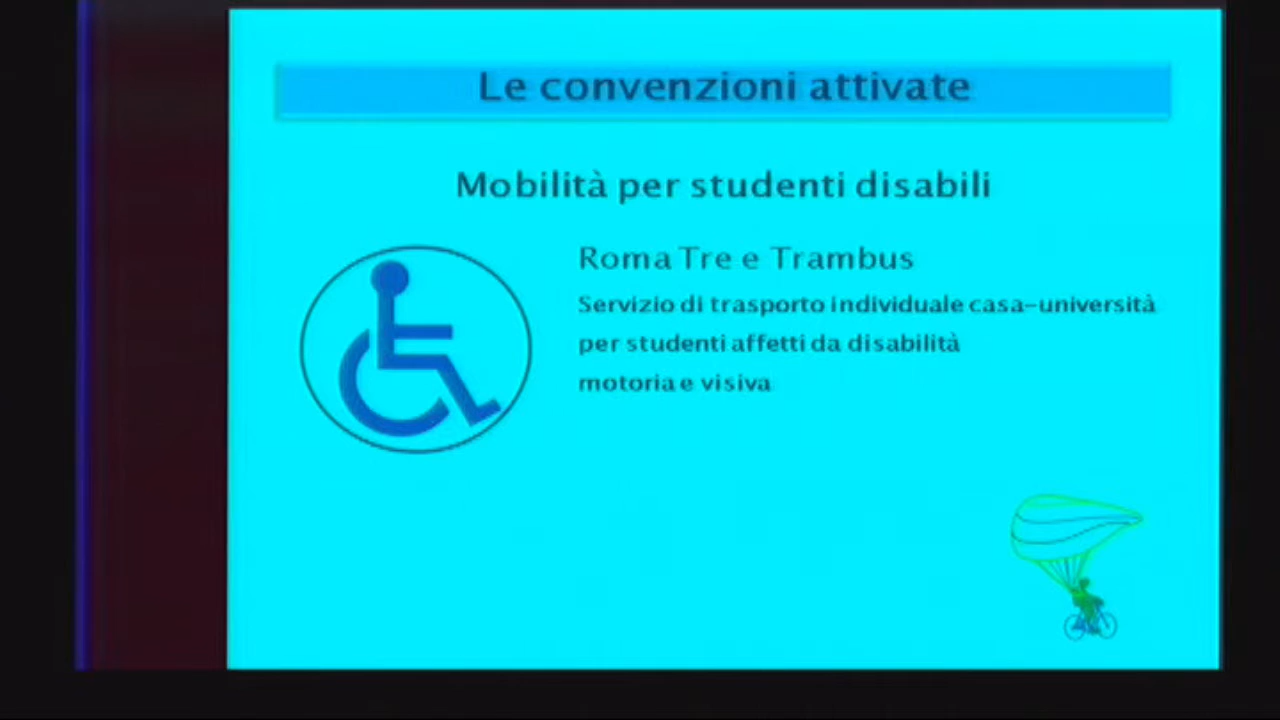 Le convenzioni attivate
Mobilità per studenti disabili
Roma Tre e Trambus
Servizio di trasporto individuale casa-università
per studenti affetti da disabilità
motoria e visiva